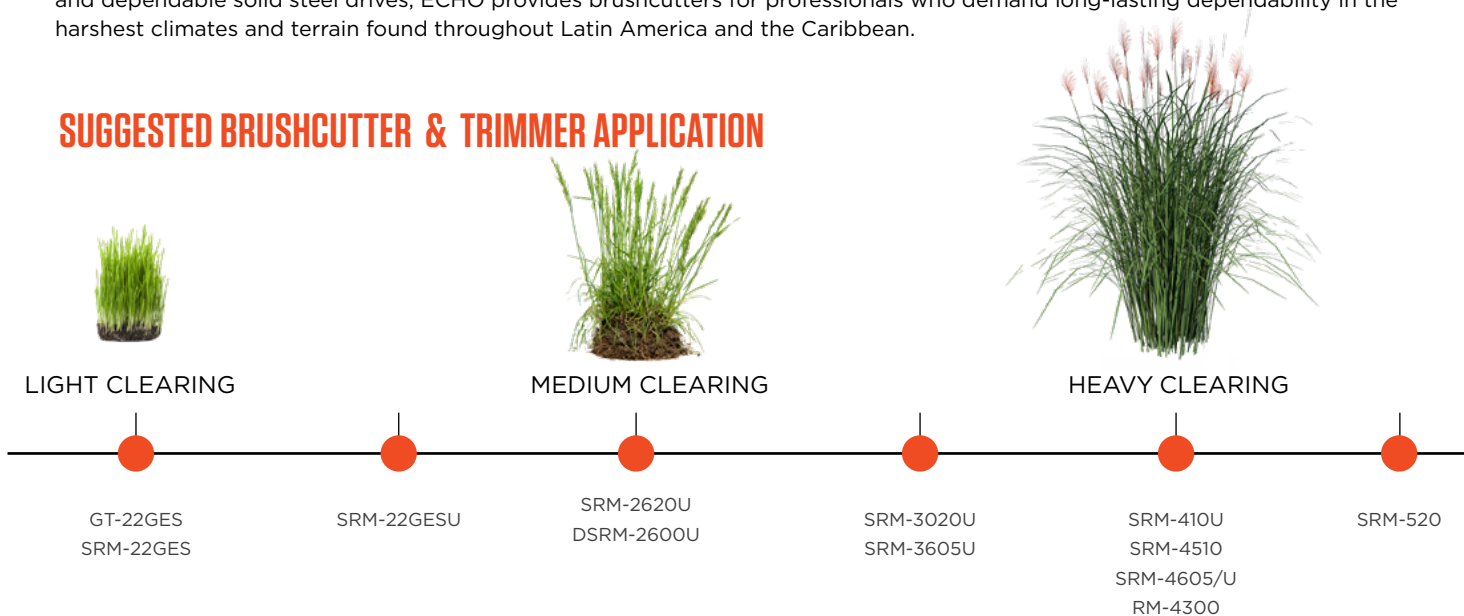 and dependable solid steel drives, ECHO provides brushcutters for professionals who demand long-lasting dependability in the
harshest climates and terrain found throughout Latin America and the Caribbean.
SUGGESTED BRUSHCUTTER & TRIMMER APPLICATION
LIGHT CLEARING
MEDIUM CLEARING
HEAVY CLEARING
GT-22GES
SRM-22GES
SRM-22GESU
SRM-2620U
DSRM-2600U
SRM-3020U
SRM-3605U
SRM-410U
SRM-4510
SRM-4605/U
RM-4300
SRM-520